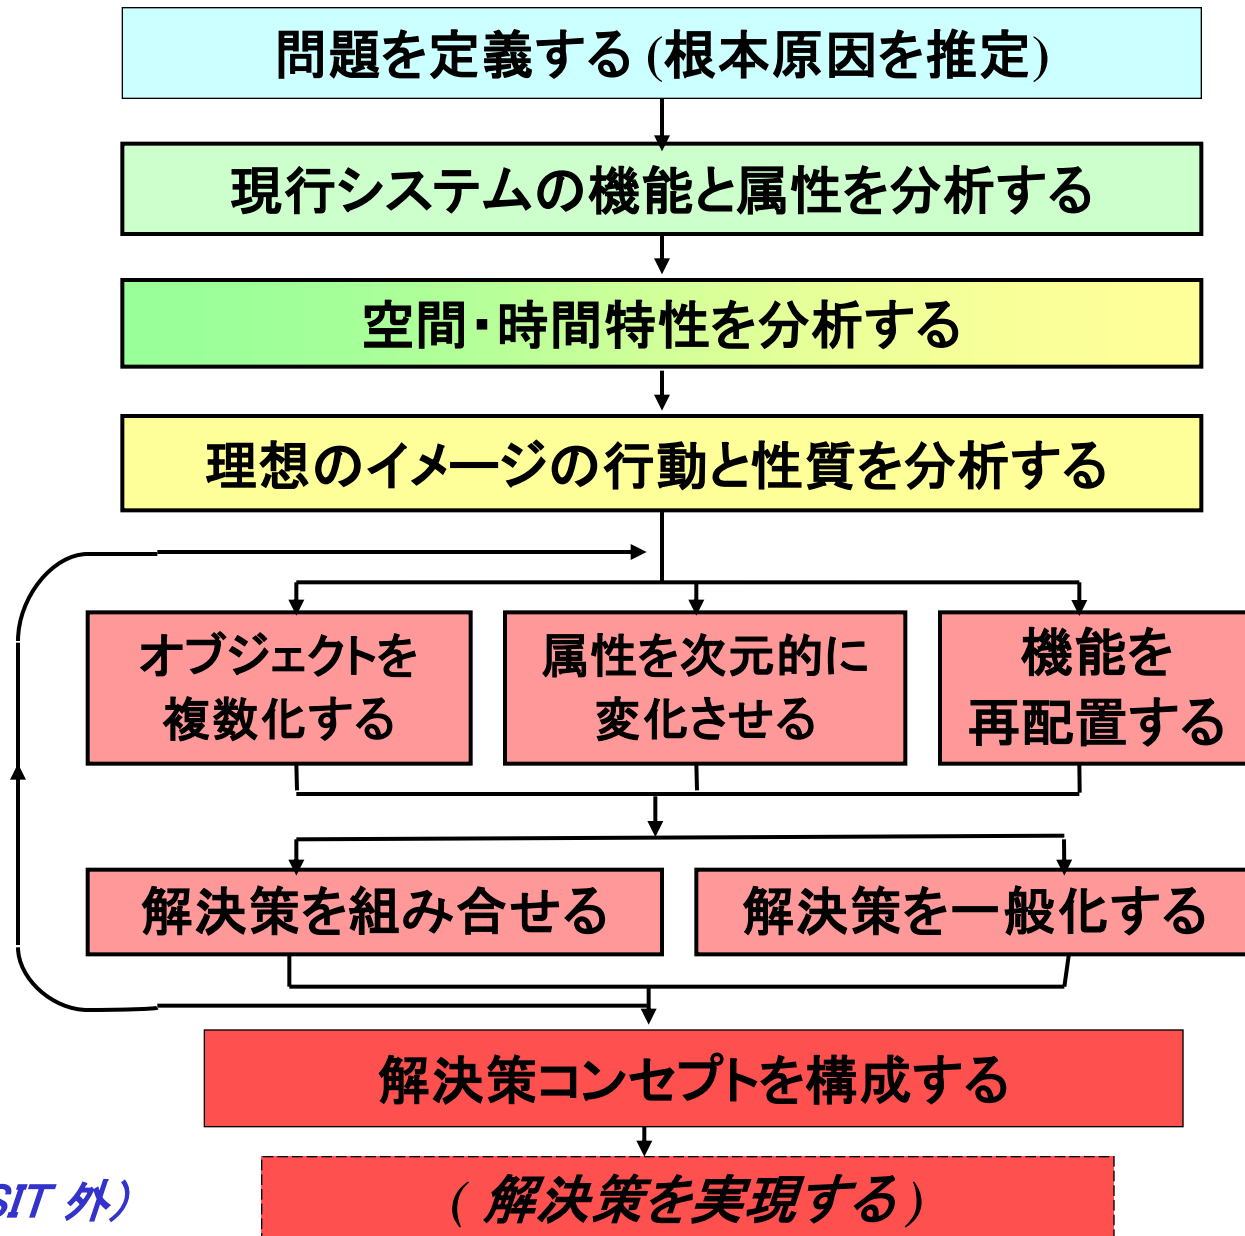 問題を定義する (根本原因を推定)
現行システムの機能と属性を分析する
空間・時間特性を分析する
理想のイメージの行動と性質を分析する
オブジェクトを
複数化する
属性を次元的に
変化させる
機能を
再配置する
解決策を組み合せる
解決策を一般化する
解決策コンセプトを構成する
SIT 外）
( 解決策を実現する )